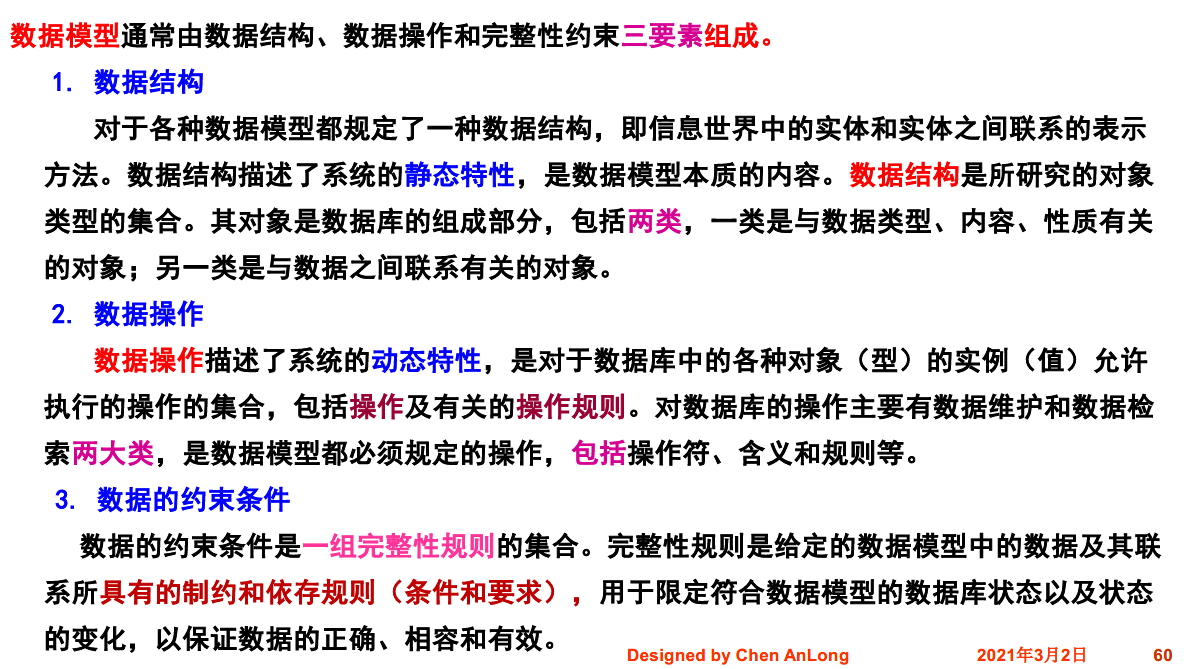 数据模型通常由数据结构、数据操作和完整性约束三要素组成。
1. 数据结构
对于各种数据模型都规定了一种数据结构，即信息世界中的实体和实体之间联系的表示
方法。数据结构描述了系统的静态特性，是数据模型本质的内容。数据结构是所研究的对象
类型的集合。其对象是数据库的组成部分，包括两类，一类是与数据类型、内容、性质有关
的对象；另一类是与数据之间联系有关的对象。
2. 数据操作
数据操作描述了系统的动态特性，是对于数据库中的各种对象（型）的实例（值）允许
执行的操作的集合，包括操作及有关的操作规则。对数据库的操作主要有数据维护和数据检
索两大类，是数据模型都必须规定的操作，包括操作符、含义和规则等。
3. 数据的约束条件
数据的约束条件是一组完整性规则的集合。完整性规则是给定的数据模型中的数据及其联
系所具有的制约和依存规则（条件和要求），用于限定符合数据模型的数据库状态以及状态
的变化，以保证数据的正确、相容和有效。
Designed by Chen AnLong 2021年3月2日 60